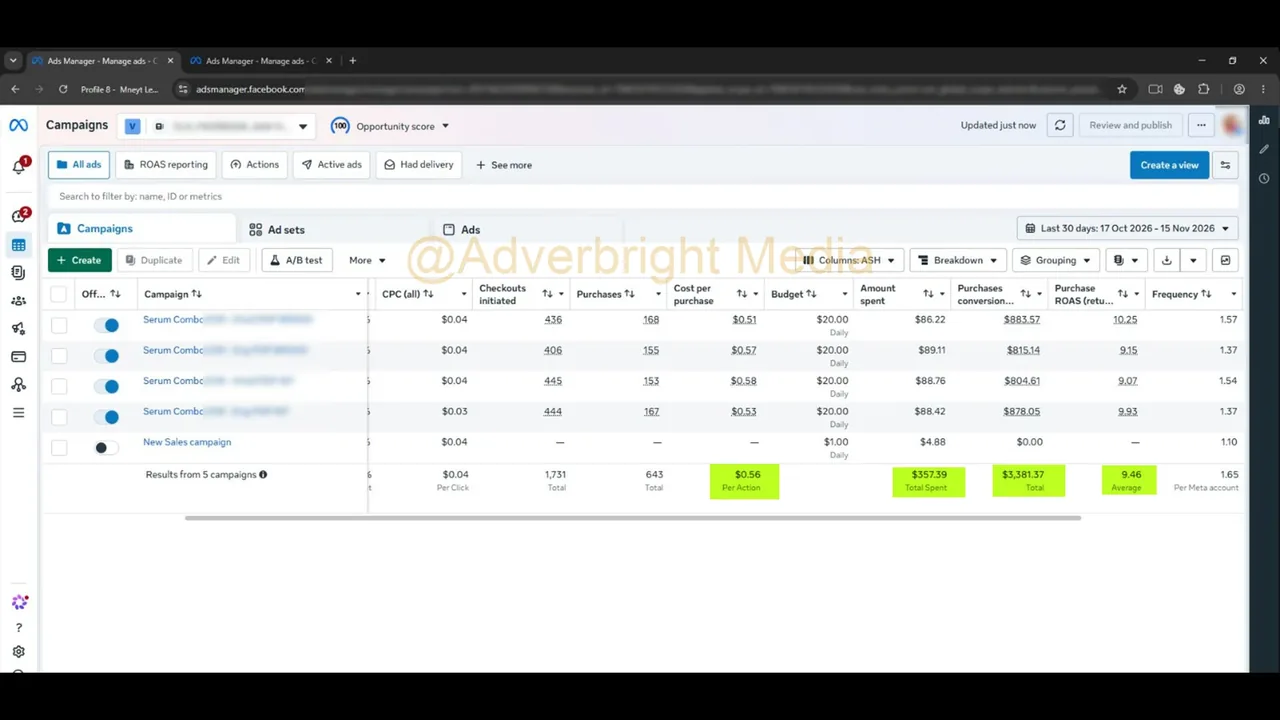 Ads Manager - Manage ads - C
Ads Manager - Manage ads - C
Profile 8 - Mneyt Le...
adsmanager.facebook.com
Campaigns
V
100
Opportunity score
Updated just now
Review and publish
1
All ads
ROAS reporting
Actions
Active ads
Had delivery
See more
Create a view
Search to filter by: name, ID or metrics
2
Campaigns
Ad sets
Ads
Last 30 days: 17 Oct 2026 - 15 Nov 2026
@Adverbright Media
Create
Duplicate
Edit
A/B test
More
Columns: ASH
Breakdown
Grouping
Off... Campaign CPC (all) Checkouts initiated Purchases Cost per purchase Budget Amount spent Purchases conversion... Purchase ROAS (retu... Frequency
Serum Combo $0.04 436 168 $0.51 $20.00 $86.22 $883.57 10.25 1.57
Daily
Serum Combo $0.04 406 155 $0.57 $20.00 $89.11 $815.14 9.15 1.37
Daily
Serum Combo $0.04 445 153 $0.58 $20.00 $88.76 $804.61 9.07 1.54
Daily
Serum Combo $0.03 444 167 $0.53 $20.00 $88.42 $878.05 9.93 1.37
Daily
New Sales campaign $0.04 — — — $1.00 $4.88 $0.00 — 1.10
Daily
Results from 5 campaigns % $0.04 1,731 643 $0.56 $357.39 $3,381.37 9.46 1.65
t Per Click Total Total Per Action Total Spent Total Average Per Meta account
?